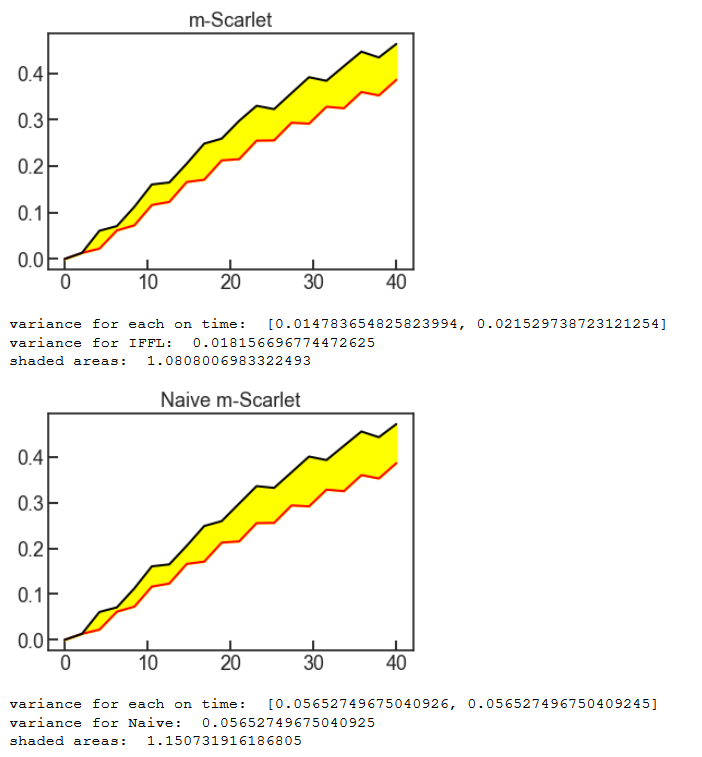 m-Scarlet
0.4
0.3
0.2
0.1
0.0
0 10 20 30 40
variance for each on time: [0.014783654825823994, 0.021529738723121254]
variance for IFFL: 0.018156696774472625
shaded areas: 1.0808006983322493
Naive m-Scarlet
0.4
0.3
0.2
0.1
0.0
0 10 20 30 40
variance for each on time: [0.05652749675040926, 0.056527496750409245]
variance for Naive: 0.05652749675040925
shaded areas: 1.150731916186805